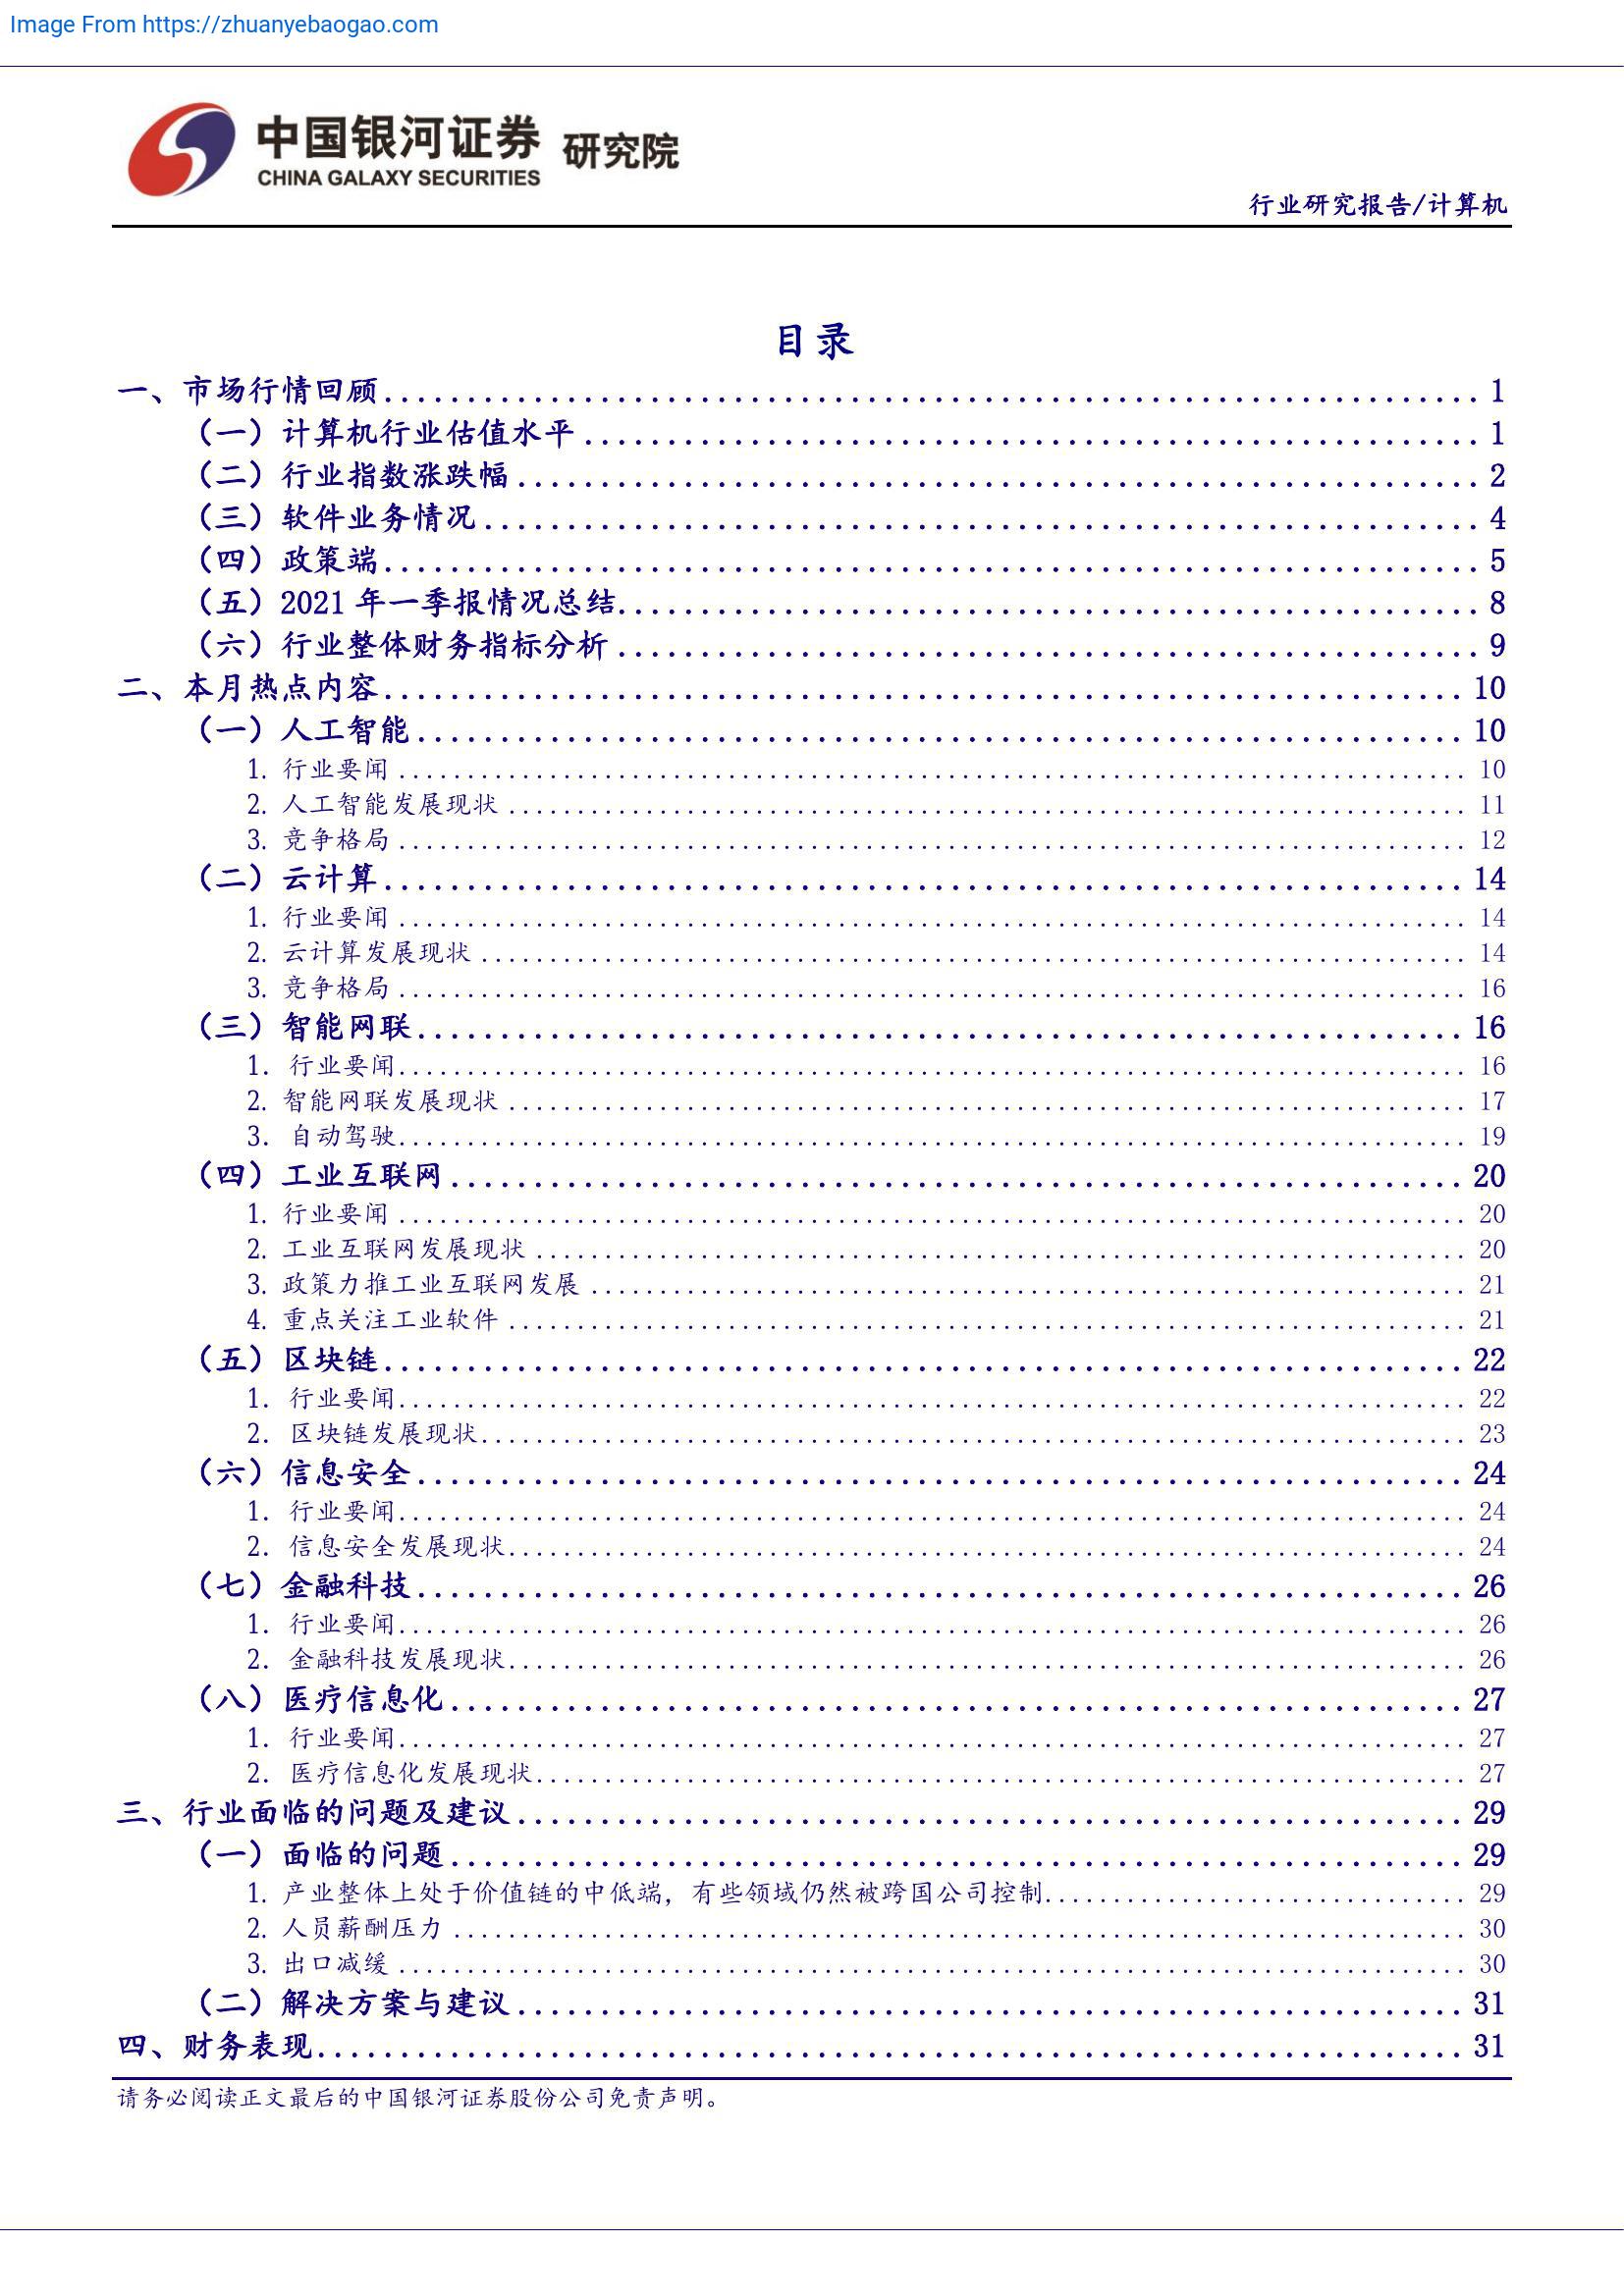 Image From https://zhuanyebaogao.com
中国银河证券 研究院
CHINA GALAXY SECURITIES
行业研究报告/计算机
目录
一、市场行情回顾 1
（一）计算机行业估值水平 1
（二）行业指数涨跌幅 2
（三）软件业务情况 4
（四）政策端 5
（五）2021 年一季报情况总结 8
（六）行业整体财务指标分析 9
二、本月热点内容 10
（一）人工智能 10
1. 行业要闻 10
2. 人工智能发展现状 11
3. 竞争格局 12
（二）云计算 14
1. 行业要闻 14
2. 云计算发展现状 14
3. 竞争格局 16
（三）智能网联 16
1. 行业要闻 16
2. 智能网联发展现状 17
3. 自动驾驶 19
（四）工业互联网 20
1. 行业要闻 20
2. 工业互联网发展现状 20
3. 政策力推工业互联网发展 21
4. 重点关注工业软件 21
（五）区块链 22
1. 行业要闻 22
2. 区块链发展现状 23
（六）信息安全 24
1. 行业要闻 24
2. 信息安全发展现状 24
（七）金融科技 26
1. 行业要闻 26
2. 金融科技发展现状 26
（八）医疗信息化 27
1. 行业要闻 27
2. 医疗信息化发展现状 27
三、行业面临的问题及建议 29
（一）面临的问题 29
1. 产业整体上处于价值链的中低端，有些领域仍然被跨国公司控制 29
2. 人员薪酬压力 30
3. 出口减缓 30
（二）解决方案与建议 31
四、财务表现 31
请务必阅读正文最后的中国银河证券股份公司免责声明。